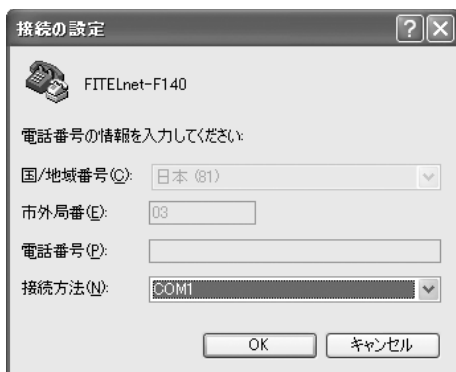 接続の設定
FITELnet-F140
電話番号の情報を入力してください:
国/地域番号(C): 日本 (81)
市外局番(E): 03
電話番号(P):
接続方法(N): COM1
OK キャンセル